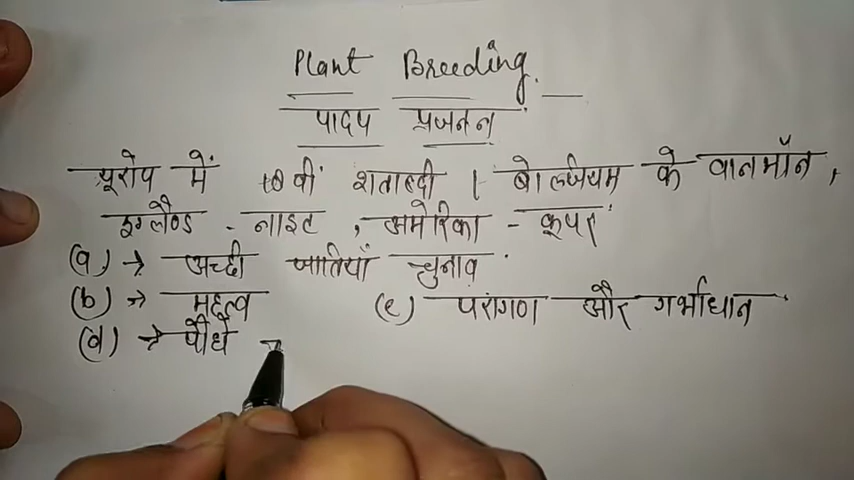 Plant Breeding.
पादप प्रजनन
यूरोप में 18वीं शताब्दी । बेल्जियम के वानमॉन,
इंग्लैण्ड - नाइट , अमेरिका - कूपर
(a) → अच्छी जातियाँ चुनाव
(b) → महत्व (c) परागण और गर्भाधान
(d) → पौधे